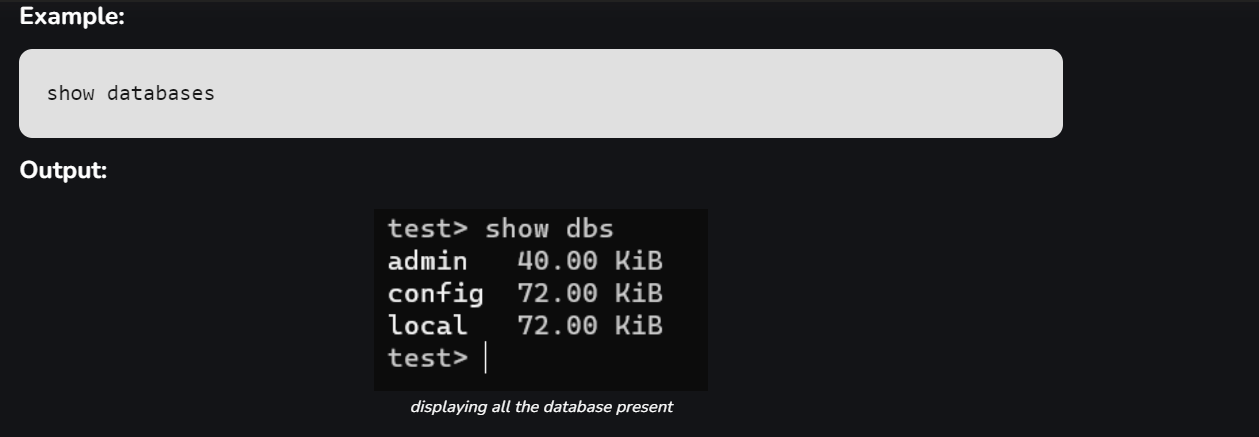 Example:
show databases
Output:
test> show dbs
admin   40.00 KiB
config  72.00 KiB
local   72.00 KiB
test>
displaying all the database present